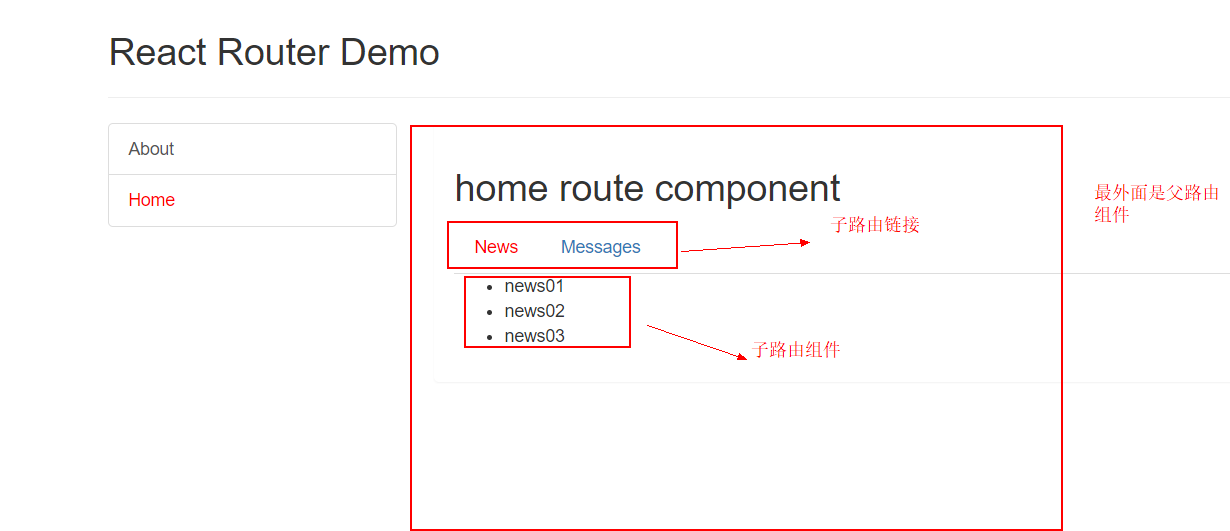 React Router Demo
About
Home
home route component
News
Messages
子路由链接
最外面是父路由
组件
news01
news02
news03
子路由组件